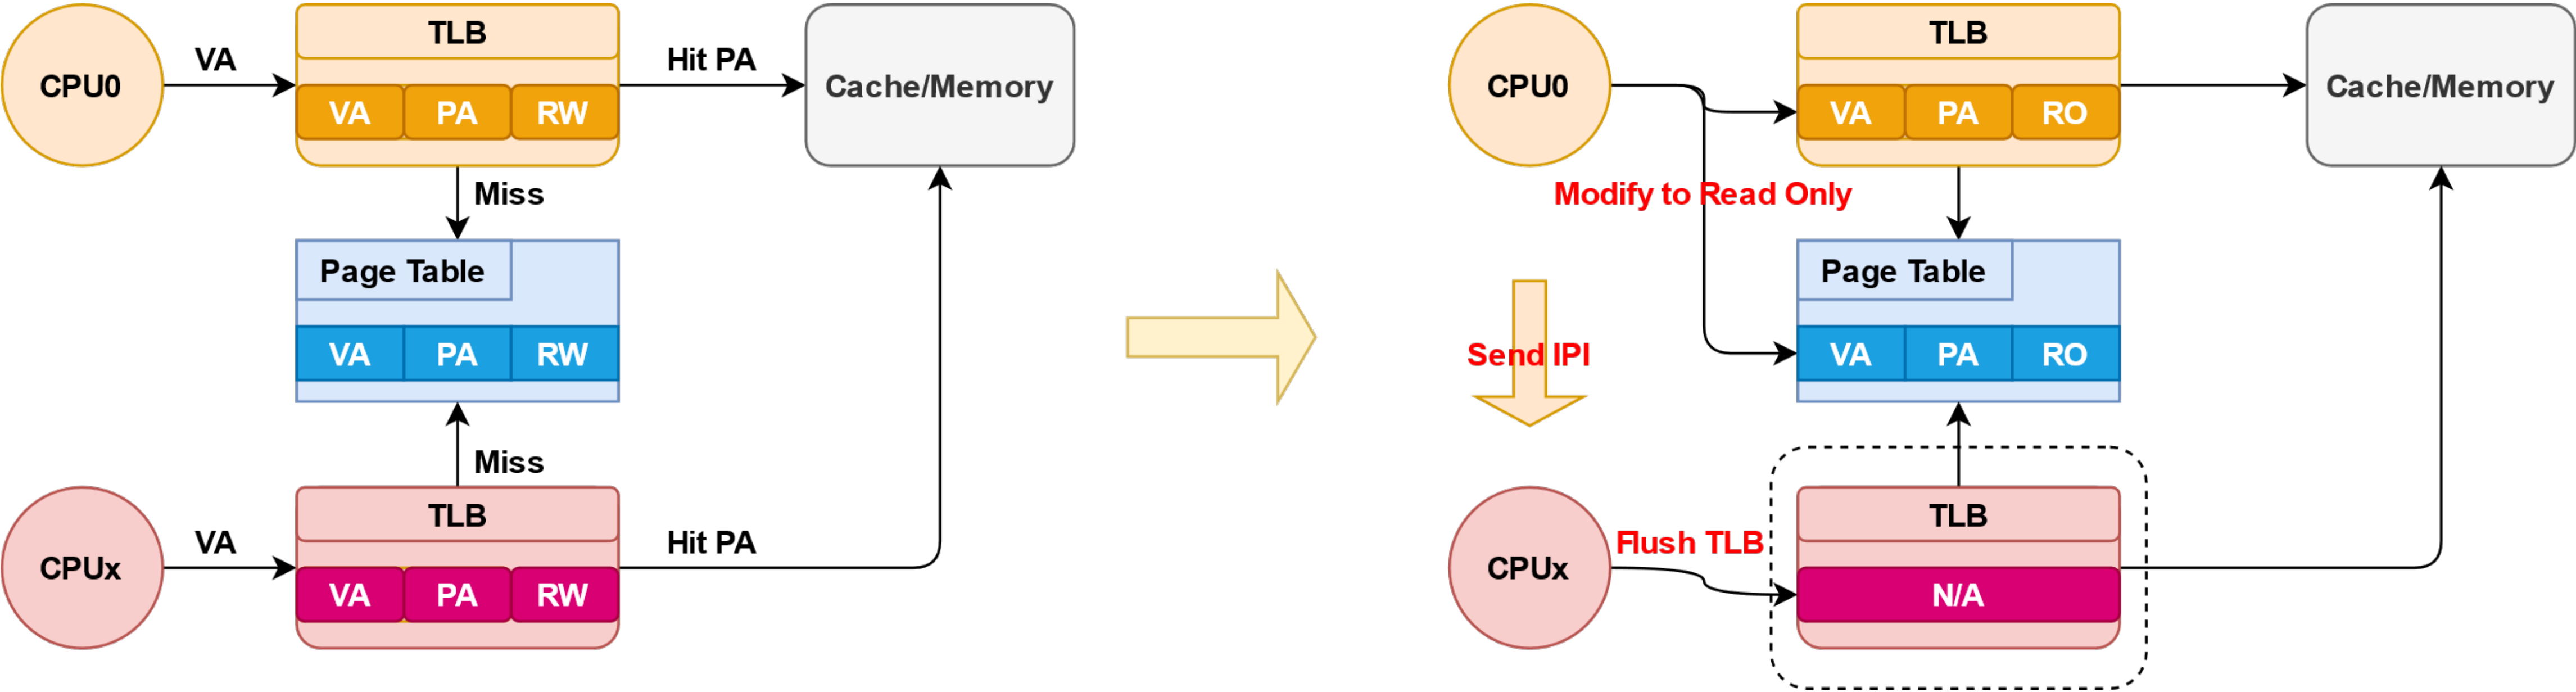 TLB
CPU0
VA
VA
PA
RW
Hit PA
Cache/Memory
Miss
Page Table
VA
PA
RW
Miss
TLB
CPUx
VA
VA
PA
RW
Hit PA
TLB
CPU0
VA
PA
RO
Cache/Memory
Modify to Read Only
Page Table
Send IPI
VA
PA
RO
TLB
CPUx
Flush TLB
N/A